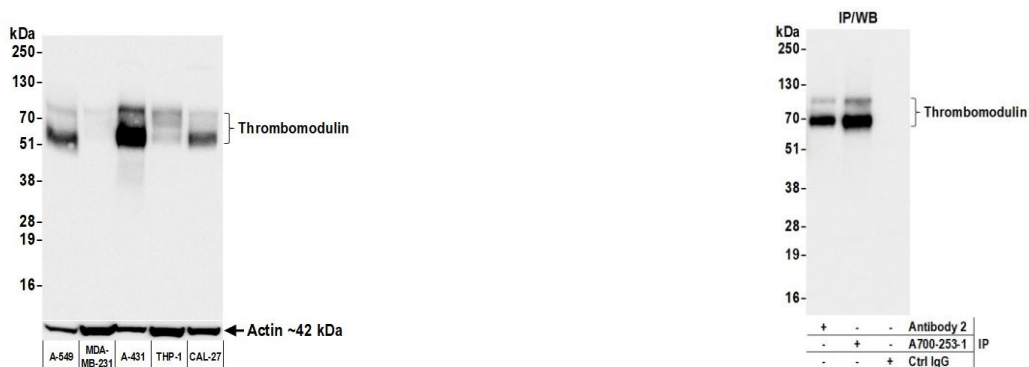 kDa
250-
130-
70-
51-
38-
28-
19-
16-
Thrombomodulin
Actin ~42 kDa
A-549
MDA-
MB-231
A-431
THP-1
CAL-27
IP/WB
kDa
250-
130-
70-
51-
38-
28-
19-
16-
Thrombomodulin
+ - - Antibody 2
- + - A700-253-1
- - + Ctrl IgG
IP